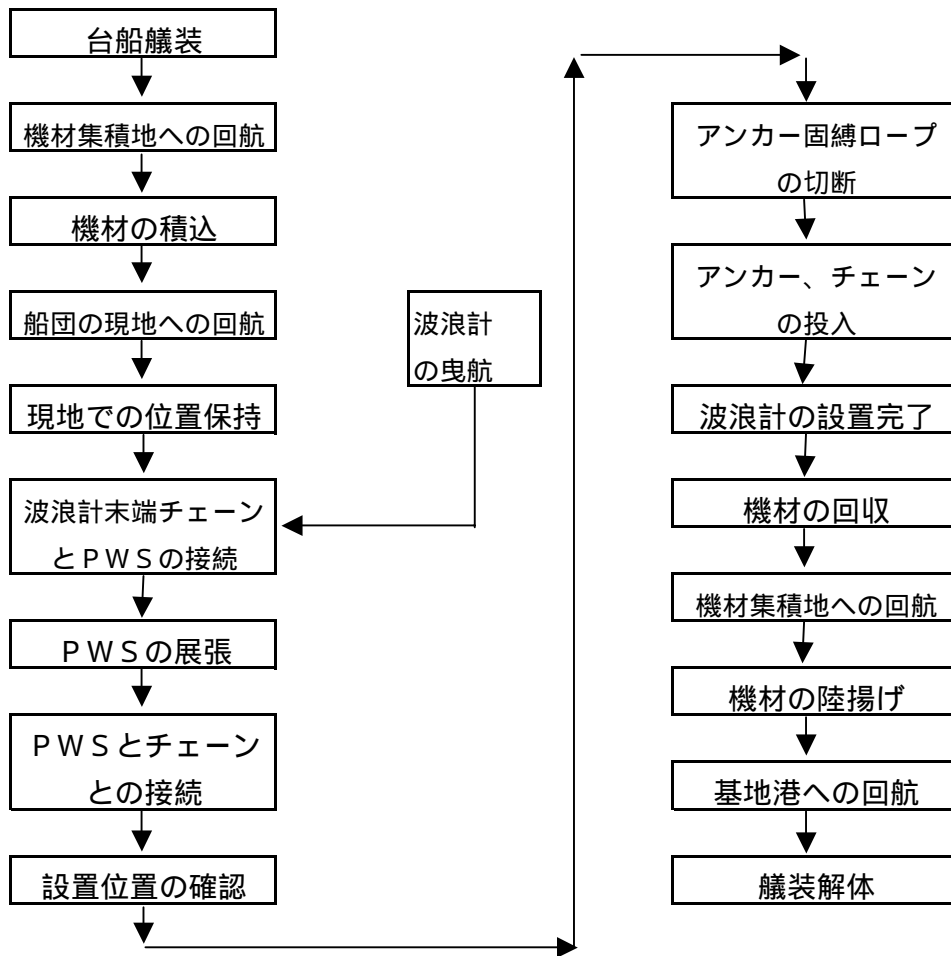 台船艤装
機材集積地への回航
機材の積込
船団の現地への回航
現地での位置保持
波浪計末端チェーン
とＰＷＳの接続
ＰＷＳの展張
ＰＷＳとチェーン
との接続
設置位置の確認
波浪計
の曳航
アンカー固縛ロープ
の切断
アンカー、チェーン
の投入
波浪計の設置完了
機材の回収
機材集積地への回航
機材の陸揚げ
基地港への回航
艤装解体